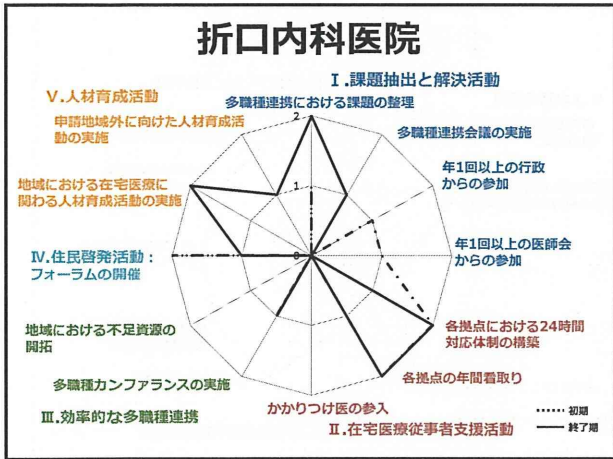 折口内科医院
Ⅰ.課題抽出と解決活動
多職種連携における課題の整理
多職種連携会議の実施
年1回以上の行政
からの参加
年1回以上の医師会
からの参加
各拠点における24時間
対応体制の構築
各拠点の年間看取り
かかりつけ医の参入
Ⅱ.在宅医療従事者支援活動
Ⅲ.効率的な多職種連携
多職種カンファランスの実施
地域における不足資源の
開拓
Ⅳ.住民啓発活動：
フォーラムの開催
地域における在宅医療に
関わる人材育成活動の実施
申請地域外に向けた人材育成活
動の実施
Ⅴ.人材育成活動
2
1
0
初期
終了期